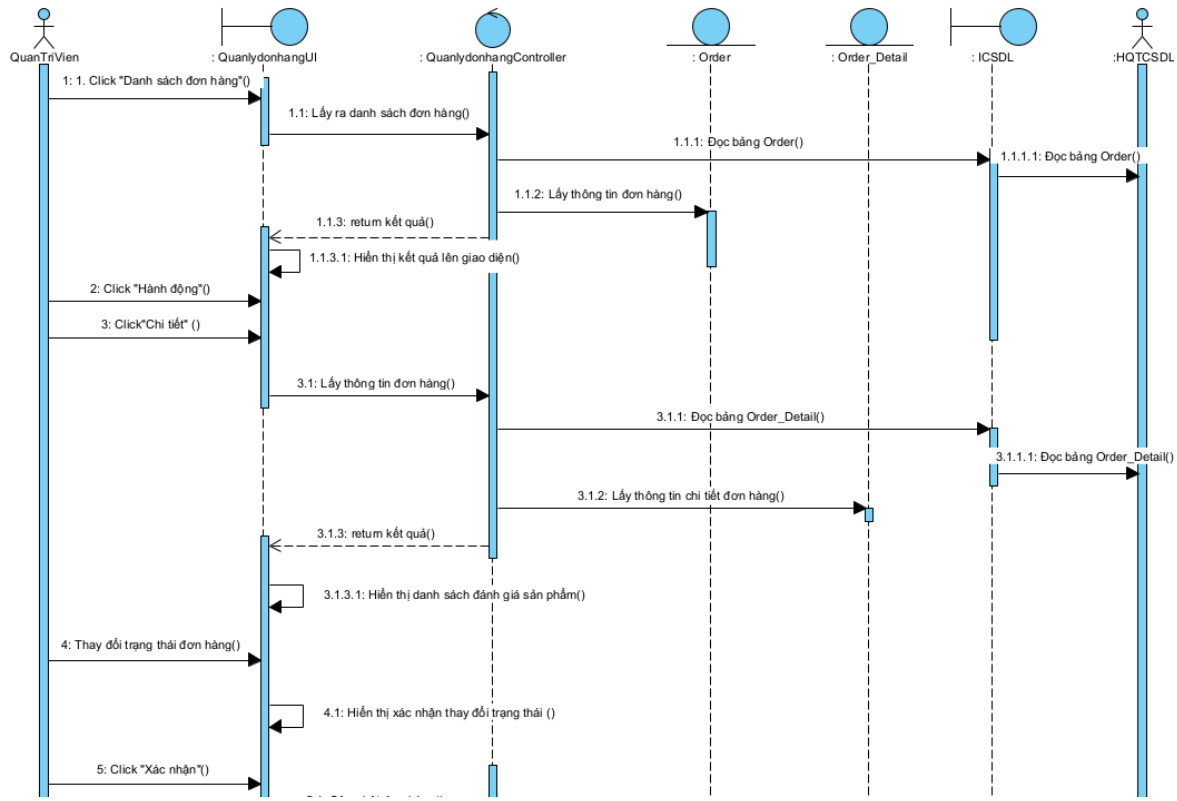 QuanTriVien
: QuanlydonhangUI
: QuanlydonhangController
: Order
: Order_Detail
: ICSDL
:HQTCSDL
1: 1. Click "Danh sách đơn hàng"()
1.1: Lấy ra danh sách đơn hàng()
1.1.1: Đọc bảng Order()
1.1.1.1: Đọc bảng Order()
1.1.2: Lấy thông tin đơn hàng()
1.1.3: return kết quả()
1.1.3.1: Hiển thị kết quả lên giao diện()
2: Click "Hành động"()
3: Click"Chi tiết" ()
3.1: Lấy thông tin đơn hàng()
3.1.1: Đọc bảng Order_Detail()
3.1.1.1: Đọc bảng Order_Detail()
3.1.2: Lấy thông tin chi tiết đơn hàng()
3.1.3: return kết quả()
3.1.3.1: Hiển thị danh sách đánh giá sản phẩm()
4: Thay đổi trạng thái đơn hàng()
4.1: Hiển thị xác nhận thay đổi trạng thái ()
5: Click "Xác nhận"()